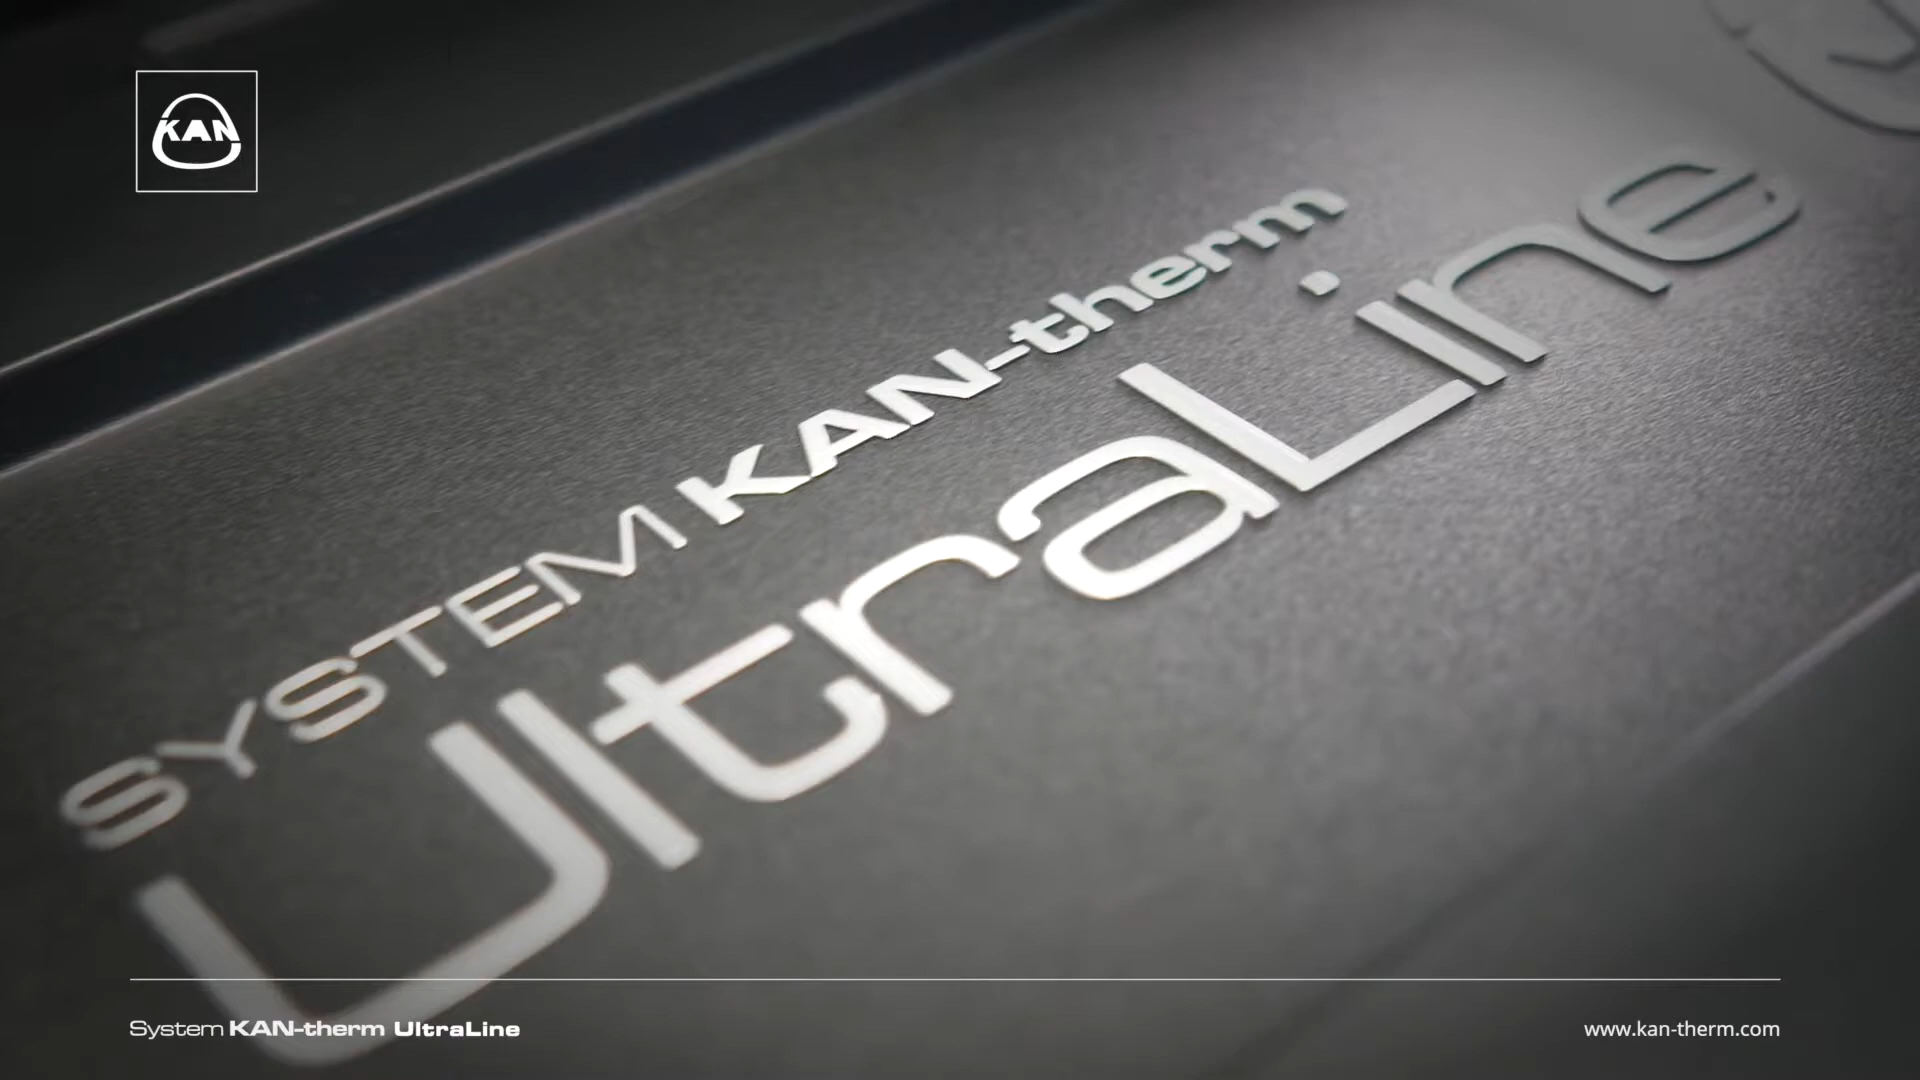 KAN
SYSTEM KAN-therm
UltraLine
System KAN-therm UltraLine
www.kan-therm.com